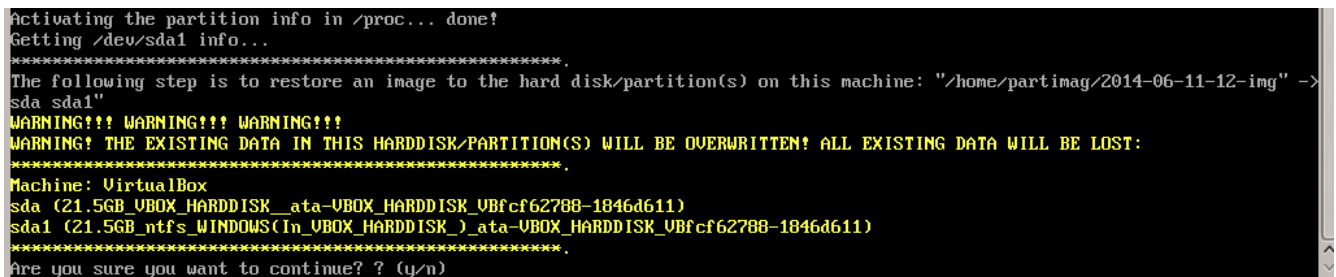 Activating the partition info in /proc... done!
Getting /dev/sda1 info...
*****************************************************.
The following step is to restore an image to the hard disk/partition(s) on this machine: "/home/partimag/2014-06-11-12-img" ->
sda sda1"
WARNING!!! WARNING!!! WARNING!!!
WARNING! THE EXISTING DATA IN THIS HARDDISK/PARTITION(S) WILL BE OVERWRITTEN! ALL EXISTING DATA WILL BE LOST:
*****************************************************.
Machine: VirtualBox
sda (21.5GB_VBOX_HARDDISK__ata-VBOX_HARDDISK_VBfcf62788-1846d611)
sda1 (21.5GB_ntfs_WINDOWS(In_VBOX_HARDDISK_)_ata-VBOX_HARDDISK_VBfcf62788-1846d611)
*****************************************************.
Are you sure you want to continue? ? (y/n)